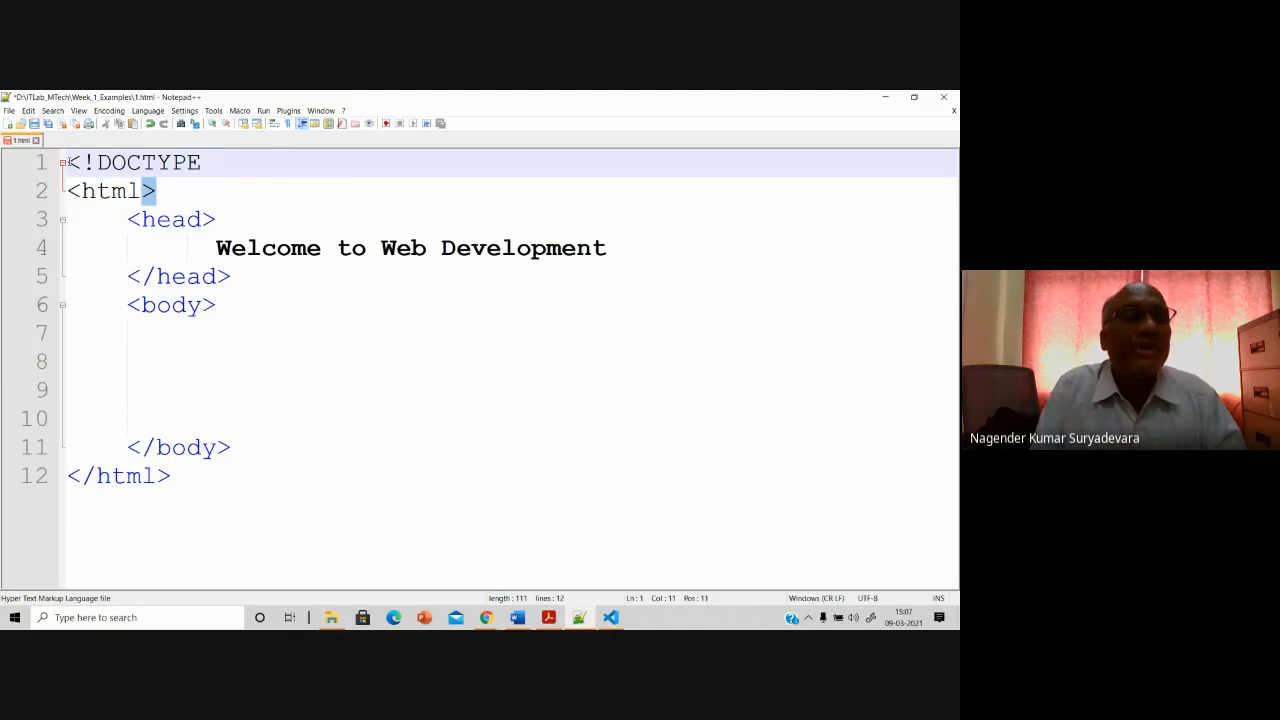 *D:\ITLab_MTech\Week_1_Examples\1.html - Notepad++
File Edit Search View Encoding Language Settings Tools Macro Run Plugins Window ?
X
1.html
1 <!DOCTYPE
2 <html>
3 <head>
4 Welcome to Web Development
5 </head>
6 <body>
7
8
9
10
11 </body>
12 </html>
Nagender Kumar Suryadevara
Hyper Text Markup Language file length : 111 lines : 12 Ln : 1 Col : 11 Pos : 11 Windows (CR LF) UTF-8 INS
Type here to search
15:07
09-03-2021